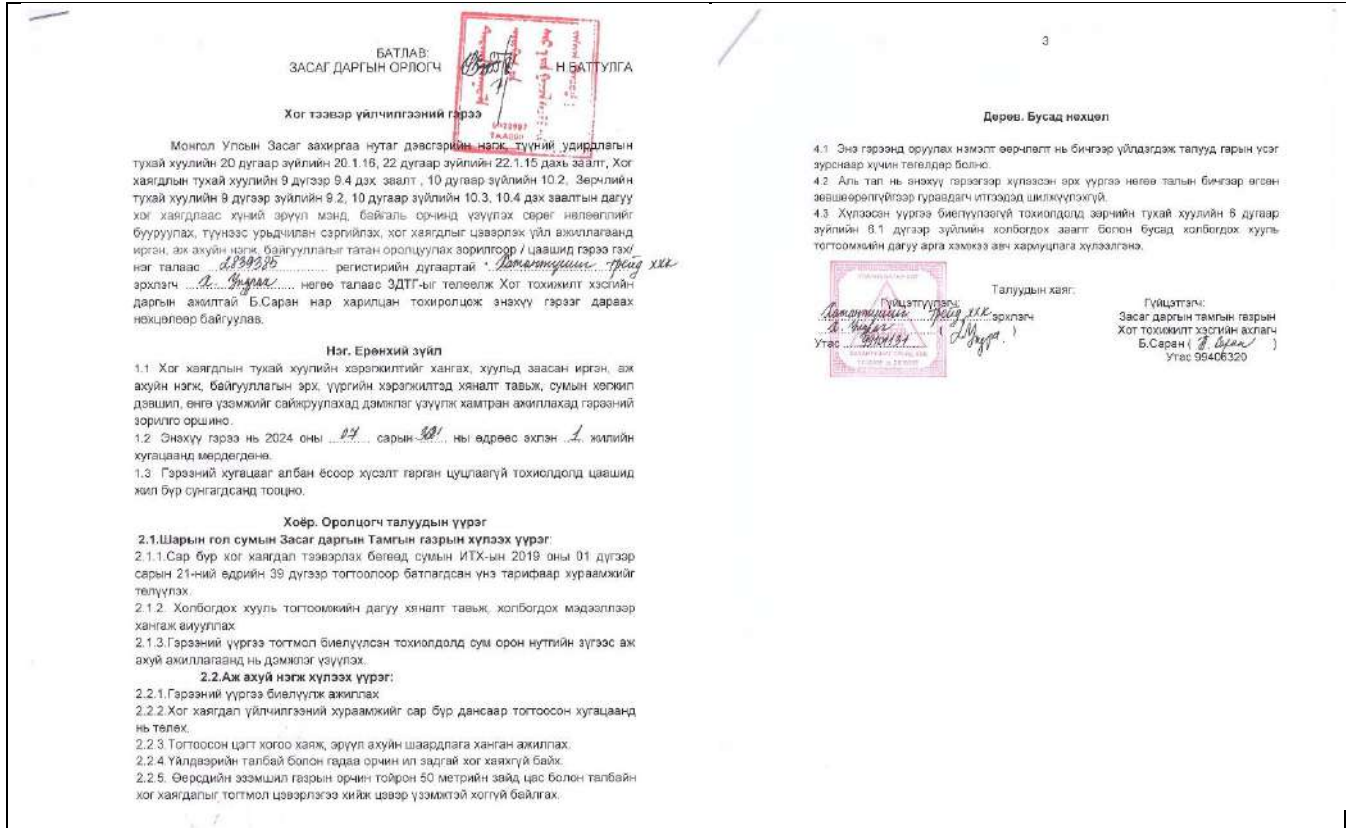 БАТЛАВ:
ЗАСАГ ДАРГЫН ОРЛОГЧ Н.БАТТУЛГА
Хог тээвэр үйлчилгээний гэрээ
Монгол Улсын Засаг захиргаа нутаг дэвсгэрийн нэгж, түүний удирдлагын
тухай хуулийн 20 дугаар зүйлийн 20.1.16, 22 дугаар зүйлийн 22.1.15 дахь заалт, Хог
хаягдлын тухай хуулийн 9 дүгээр 9.4 дэх заалт , 10 дугаар зүйлийн 10.2, Зөрчлийн
тухай хуулийн 9 дүгээр зүйлийн 9.2, 10 дугаар зүйлийн 10.3, 10.4 дэх заалтын дагуу
хог хаягдлаас хүний эрүүл мэнд, байгаль орчинд үзүүлэх сөрөг нөлөөллийг
бууруулах, түүнээс урьдчилан сэргийлэх, хог хаягдлыг цэвэрлэх үйл ажиллагаанд
иргэн, аж ахуйн нэгж, байгууллагыг татан оролцуулах зорилгоор / цаашид гэрээ гэх/
нэг талаас 2839385 регистирийн дугаартай Хатантүшиг трейд ххк
эрхлэгч нөгөө талаас ЗДТГ-ыг төлөөлж Хот тохижилт хэсгийн
даргын ажилтай Б.Саран нар харилцан тохиролцож энэхүү гэрээг дараах
нөхцөлөөр байгуулав.
Нэг. Ерөнхий зүйл
1.1 Хог хаягдлын тухай хуулийн хэрэгжилтийг хангах, хуульд заасан иргэн, аж
ахуйн нэгж, байгууллагын эрх, үүргийн хэрэгжилтэд хяналт тавьж, сумын хөгжил
дэвшил, өнгө үзэмжийг сайжруулахад дэмжлэг үзүүлж хамтран ажиллахад гэрээний
зорилго оршино.
1.2 Энэхүү гэрээ нь 2024 оны 07 сарын ны өдрөөс эхлэн 1 жилийн
хугацаанд мөрдөгдөнө.
1.3 Гэрээний хугацааг албан ёсоор хүсэлт гарган цуцлаагүй тохиолдолд цаашид
жил бүр сунгагдсанд тооцно.
Хоёр. Оролцогч талуудын үүрэг
2.1.Шарын гол сумын Засаг даргын Тамгын газрын хүлээх үүрэг:
2.1.1.Сар бүр хог хаягдал тээвэрлэх бөгөөд сумын ИТХ-ын 2019 оны 01 дүгээр
сарын 21-ний өдрийн 39 дүгээр тогтоолоор батлагдсан үнэ тарифаар хураамжийг
төлүүлэх.
2.1.2. Холбогдох хууль тогтоомжийн дагуу хяналт тавьж, холбогдох мэдээллээр
хангаж аиууллах
2.1.3.Гэрээний үүргээ тогтмол биелүүлсэн тохиолдолд сум орон нутгийн зүгээс аж
ахуй ажиллагаанд нь дэмжлэг үзүүлэх.
2.2.Аж ахуй нэгж хүлээх үүрэг:
2.2.1.Гэрээний үүргээ биелүүлж ажиллах
2.2.2.Хог хаягдал үйлчилгээний хураамжийг сар бүр дансаар тогтоосон хугацаанд
нь төлөх.
2.2.3.Тогтоосон цэгт хогоо хаяж, эрүүл ахуйн шаардлага ханган ажиллах.
2.2.4.Үйлдвэрийн талбай болон гадаа орчин ил задгай хог хаяхгүй байх.
2.2.5. Өөрсдийн эзэмшил газрын орчин тойрон 50 метрийн зайд цас болон талбайн
хог хаягдалыг тогтмол цэвэрлэгээ хийж цэвэр үзэмжтэй хоггүй байлгах.
3
Дөрөв. Бусад нөхцөл
4.1 Энэ гэрээнд оруулах нэмэлт өөрчлөлт нь бичгээр үйлдэгдэж талууд гарын үсэг
зурснаар хүчин төгөлдөр болно.
4.2 Аль тал нь энэхүү гэрээгээр хүлээсэн эрх үүргээ нөгөө талын бичгээр өгсөн
зөвшөөрөлгүйгээр гуравдагч итгээдэд шилжүүлэхгүй.
4.3 Хүлээсэн үүргээ биелүүлээгүй тохиолдолд зөрчийн тухай хуулийн 6 дугаар
зүйлийн 6.1 дүгээр зүйлийн холбогдох заалт болон бусад холбогдох хууль
тогтоомжийн дагуу арга хэмжээ авч хариуцлага хүлээлгэнэ.
Талуудын хаяг:
Гүйцэтгүүлэгч:
Хатантүшиг трейд ххк эрхлэгч
Утас 99101131
Гүйцэтгэгч:
Засаг даргын тамгын газрын
Хот тохижилт хэсгийн ахлагч
Б.Саран ( Б. Саран )
Утас 99406320